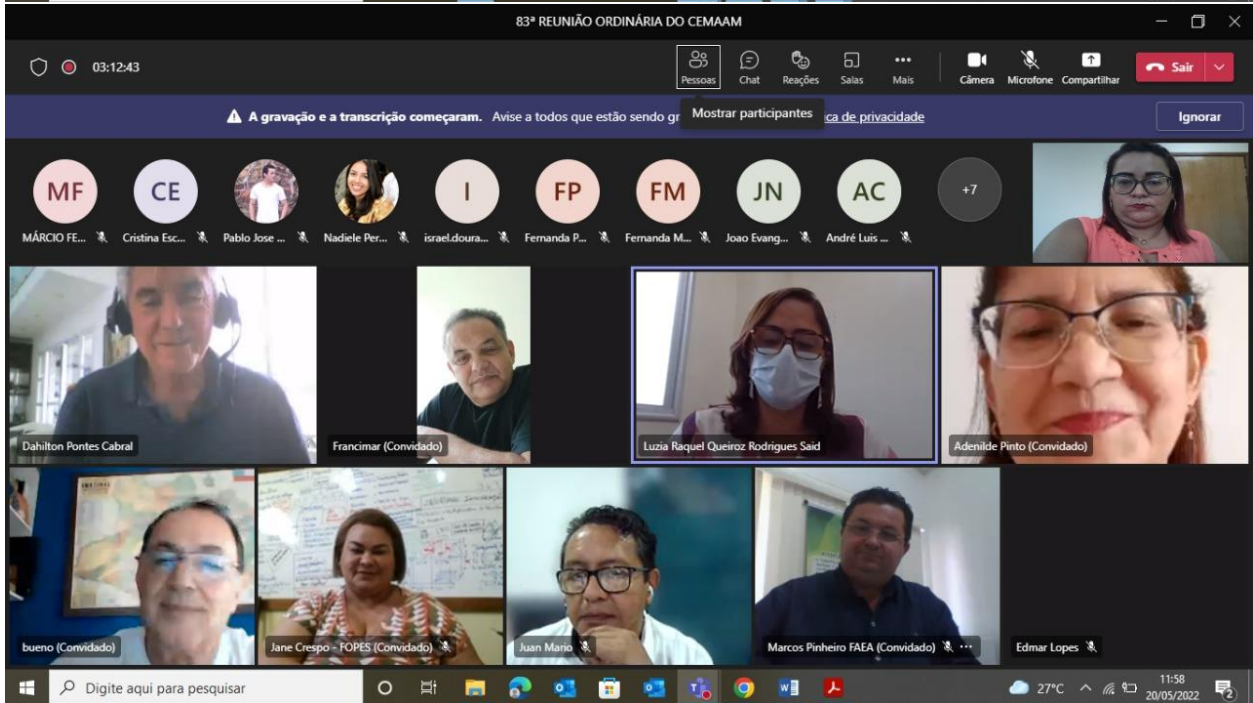 83ª REUNIÃO ORDINÁRIA DO CEMAAM
03:12:43
Pessoas
Chat
Reações
Salas
Mais
Câmera
Microfone
Compartilhar
Sair
A gravação e a transcrição começaram. Avise a todos que estão sendo gr
Mostrar participantes
ca de privacidade
Ignorar
MF
CE
I
FP
FM
JN
AC
+7
MÁRCIO FE...
Cristina Esc...
Pablo Jose ...
Nadiele Per...
israel.doura...
Fernanda P...
Fernanda M...
Joao Evang...
André Luis ...
Dahilton Pontes Cabral
Francimar (Convidado)
Luzia Raquel Queiroz Rodrigues Said
Adenilde Pinto (Convidado)
bueno (Convidado)
Jane Crespo - FOPES (Convidado)
Juan Mario
Marcos Pinheiro FAEA (Convidado)
Edmar Lopes
Digite aqui para pesquisar
27°C
11:58
20/05/2022
2